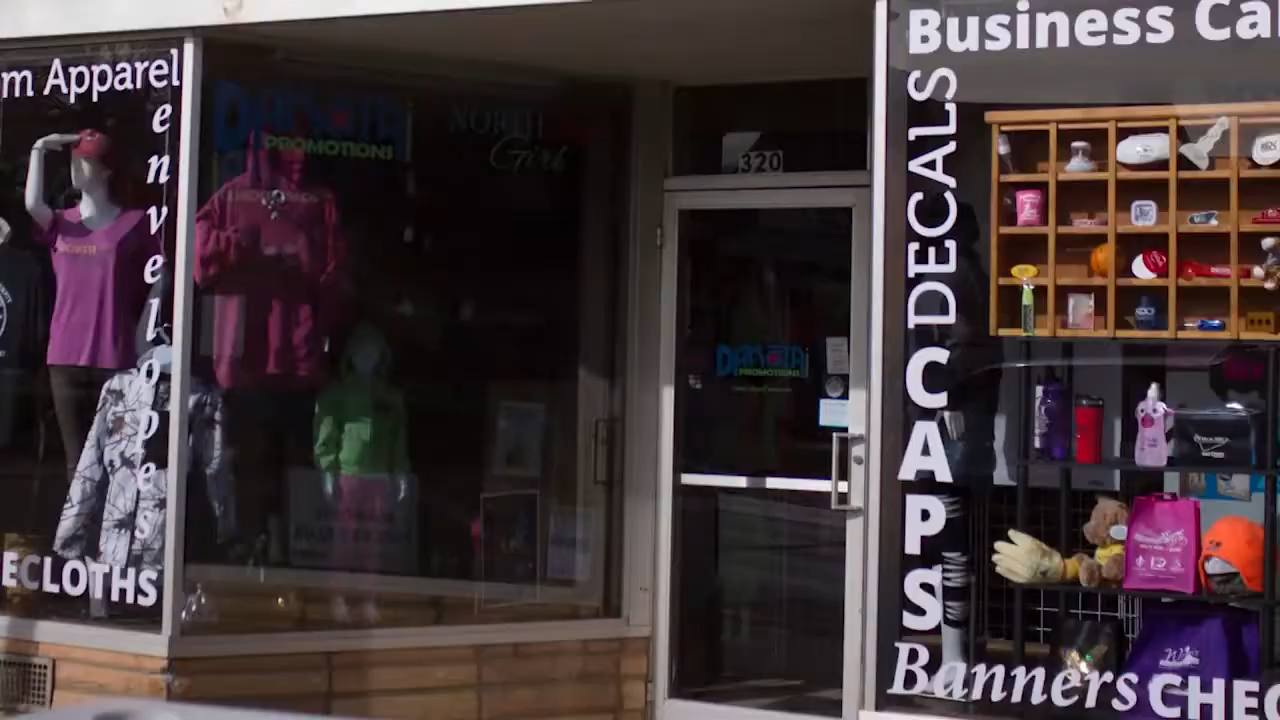 m Apparel
envelopes
ECLOTHS
DAKOTA
PROMOTIONS
NORTH
Girl
320
DAKOTA
PROMOTIONS
Business Ca
DECALS
CAPS
Banners
CHEC